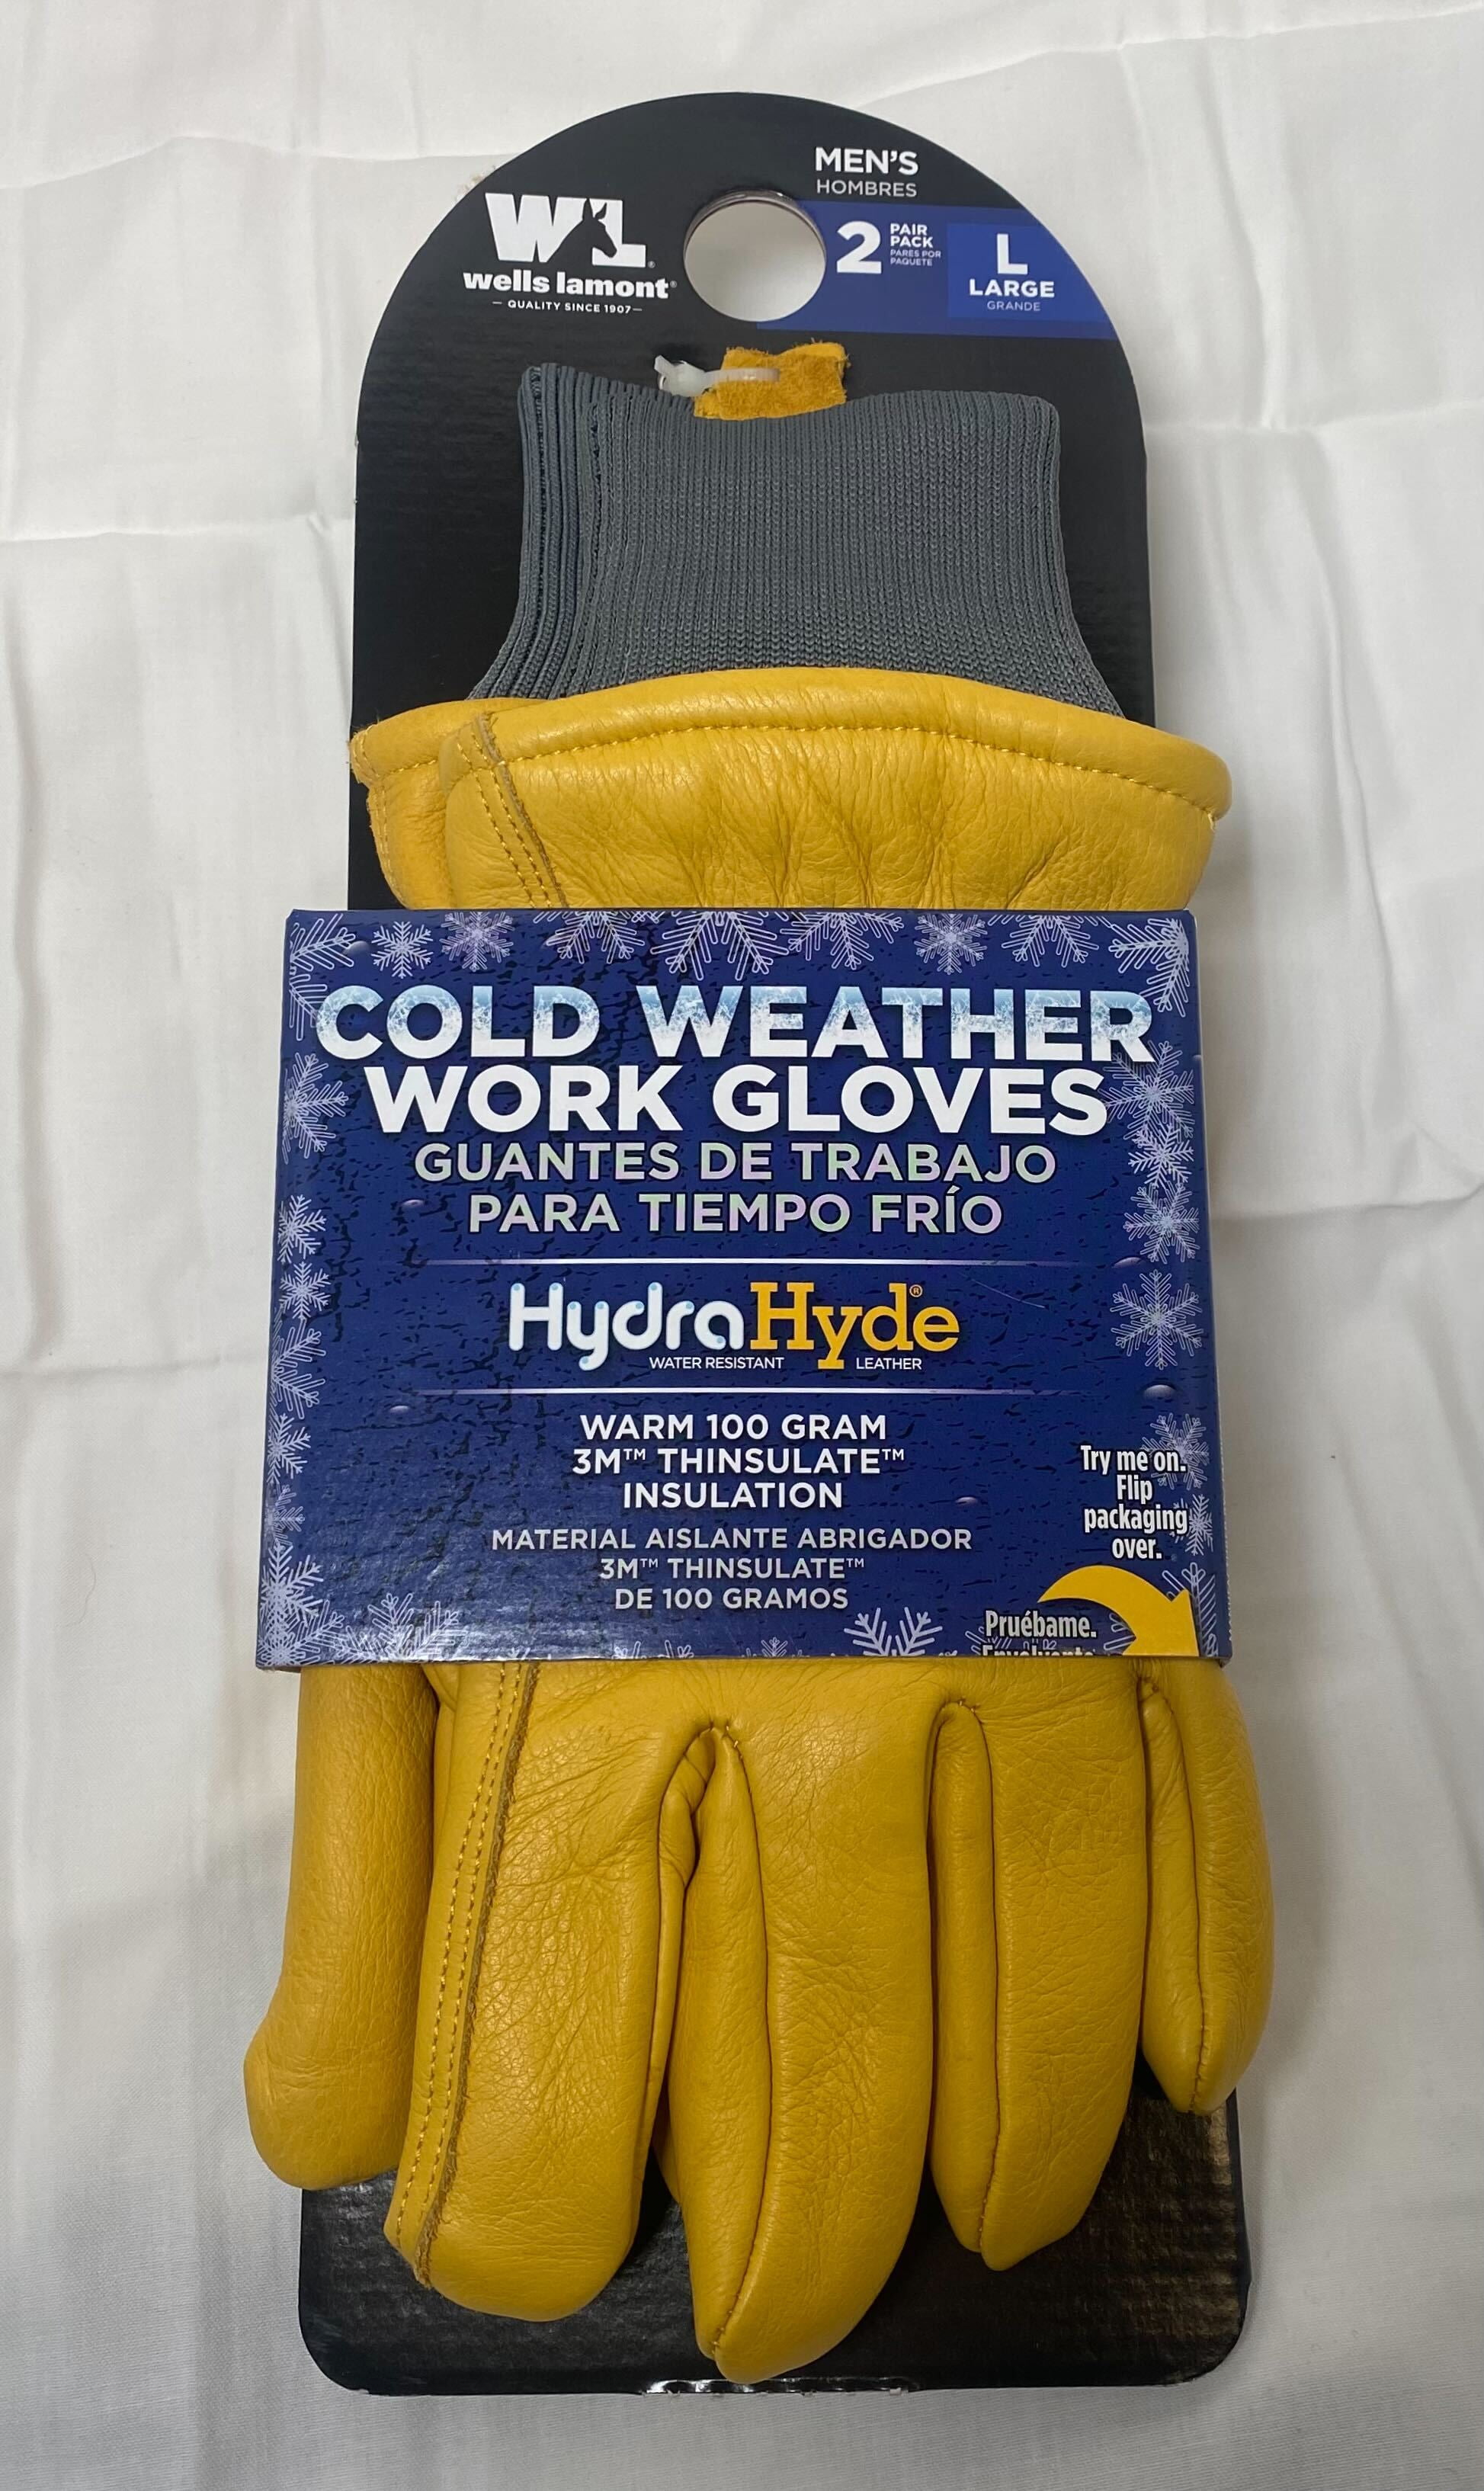 MEN'S
HOMBRES
WL®
wells lamont®
— QUALITY SINCE 1907 —
2 PAIR
PACK
PARES POR
PAQUETE
L
LARGE
GRANDE
COLD WEATHER
WORK GLOVES
GUANTES DE TRABAJO
PARA TIEMPO FRÍO
HydraHyde®
WATER RESISTANT LEATHER
WARM 100 GRAM
3M™ THINSULATE™
INSULATION
MATERIAL AISLANTE ABRIGADOR
3M™ THINSULATE™
DE 100 GRAMOS
Try me on.
Flip
packaging
over.
Pruébame.